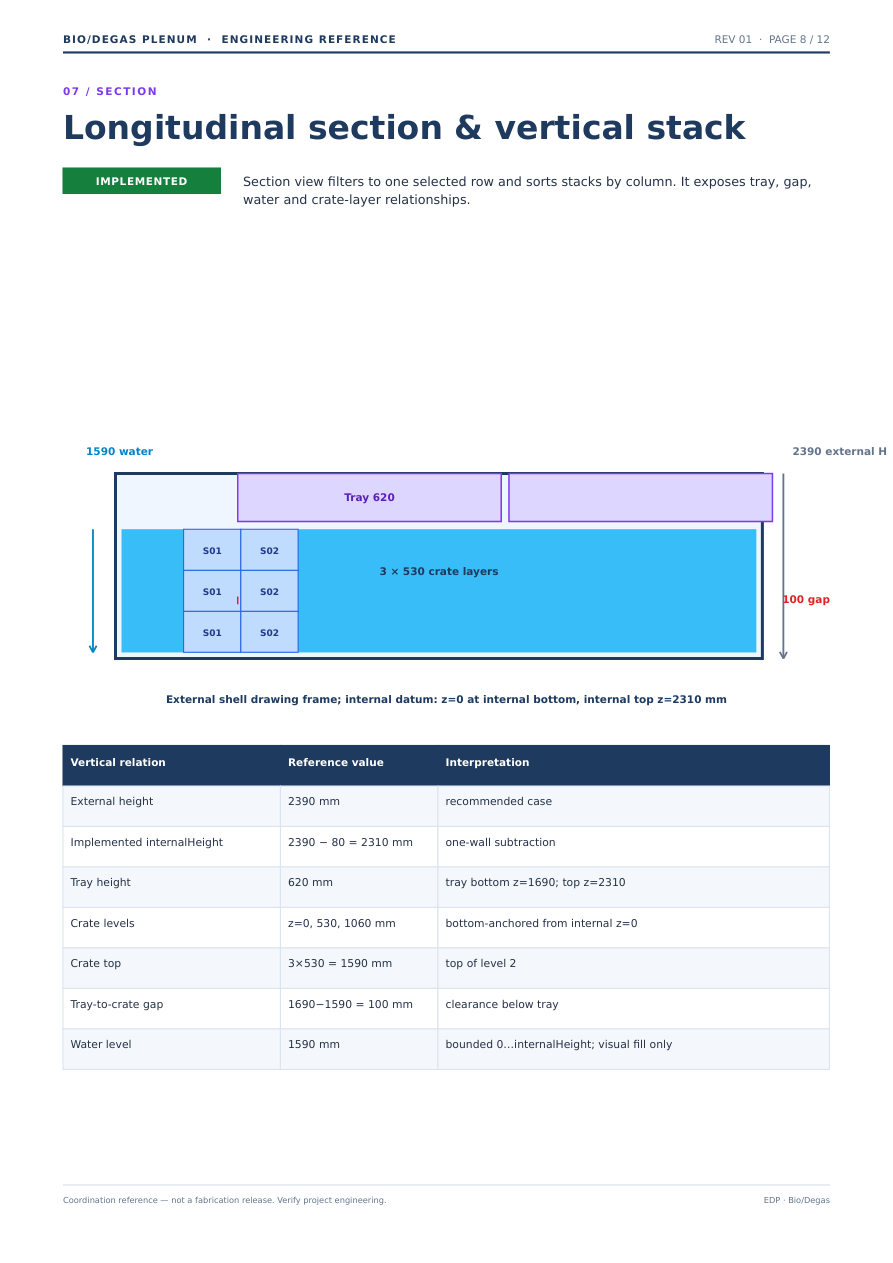 BIO/DEGAS PLENUM · ENGINEERING REFERENCE
REV 01 · PAGE 8 / 12
07 / SECTION
Longitudinal section & vertical stack
IMPLEMENTED
Section view filters to one selected row and sorts stacks by column. It exposes tray, gap,
water and crate-layer relationships.
1590 water
2390 external H
Tray 620
S01 S02
3 × 530 crate layers
S01 S02
100 gap
S01 S02
External shell drawing frame; internal datum: z=0 at internal bottom, internal top z=2310 mm
Vertical relation Reference value Interpretation
External height 2390 mm recommended case
Implemented internalHeight 2390 − 80 = 2310 mm one-wall subtraction
Tray height 620 mm tray bottom z=1690; top z=2310
Crate levels z=0, 530, 1060 mm bottom-anchored from internal z=0
Crate top 3×530 = 1590 mm top of level 2
Tray-to-crate gap 1690−1590 = 100 mm clearance below tray
Water level 1590 mm bounded 0…internalHeight; visual fill only
Coordination reference — not a fabrication release. Verify project engineering.
EDP · Bio/Degas